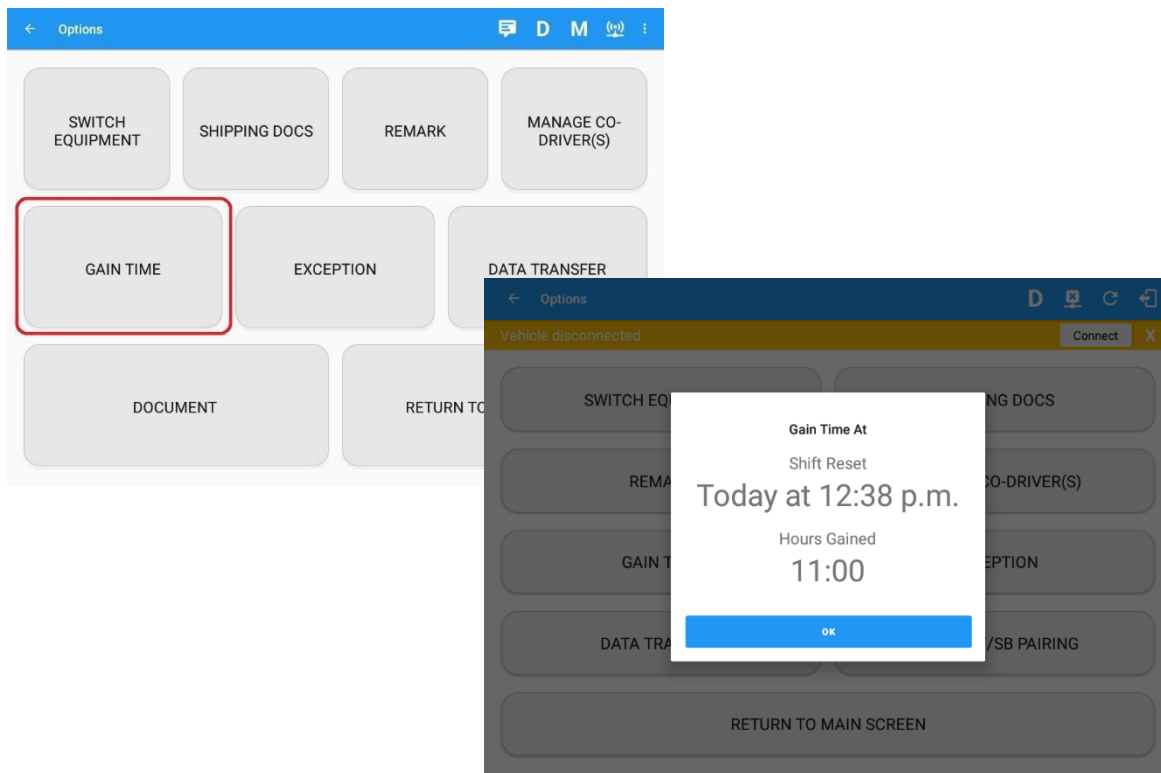 Options
D M
SWITCH
EQUIPMENT
SHIPPING DOCS
REMARK
MANAGE CO-
DRIVER(S)
GAIN TIME
EXCEPTION
DATA TRANSFER
DOCUMENT
RETURN TO
Options
D
Vehicle disconnected
Connect
X
SWITCH EQ
NG DOCS
REMA
CO-DRIVER(S)
GAIN T
EPTION
DATA TRA
/SB PAIRING
RETURN TO MAIN SCREEN
Gain Time At
Shift Reset
Today at 12:38 p.m.
Hours Gained
11:00
OK